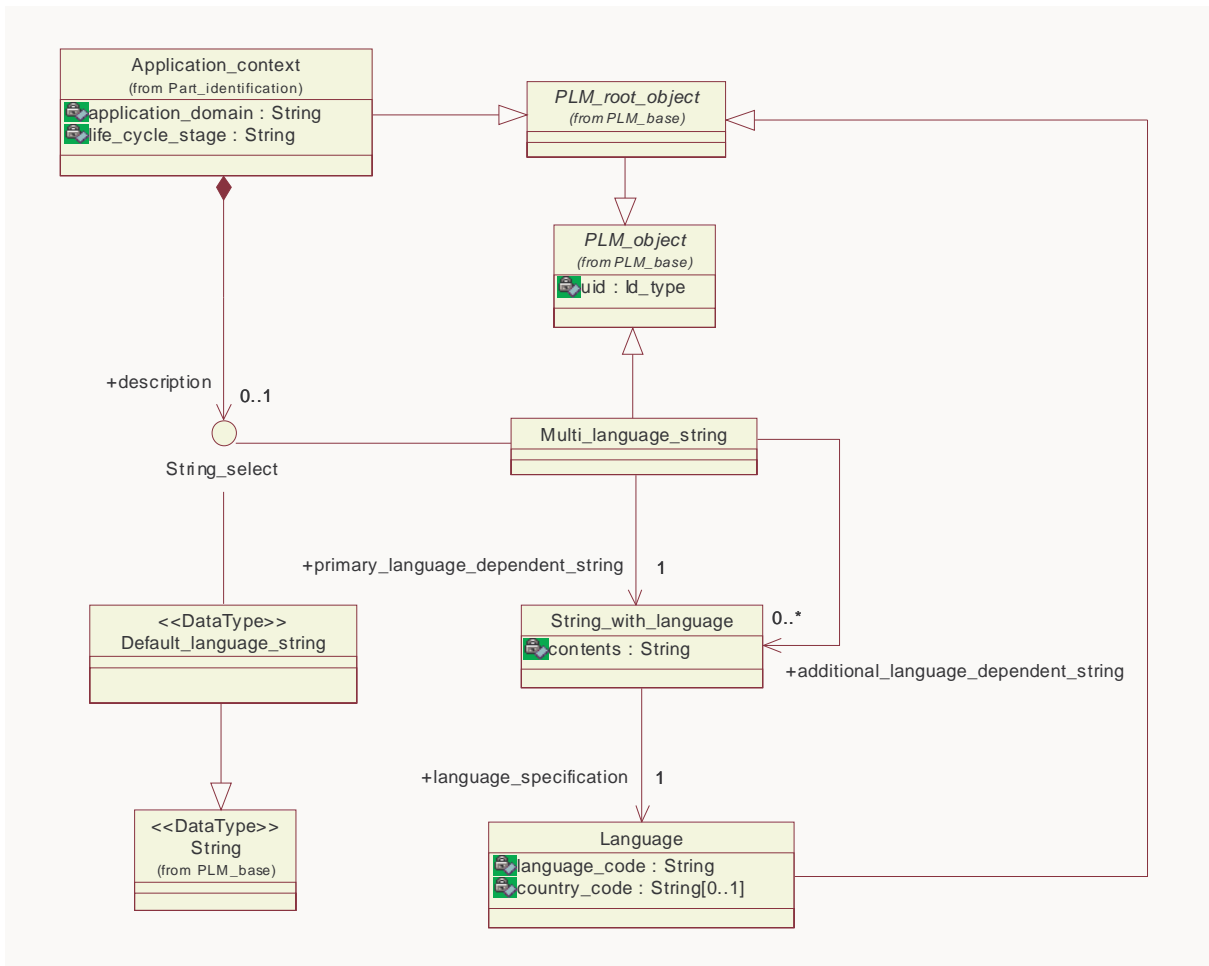 Application_context
(from Part_identification)
application_domain : String
life_cycle_stage : String
PLM_root_object
(from PLM_base)
PLM_object
(from PLM_base)
uid : Id_type
+description
0..1
String_select
Multi_language_string
+primary_language_dependent_string
1
<<DataType>>
Default_language_string
String_with_language
contents : String
0..*
+additional_language_dependent_string
+language_specification
1
<<DataType>>
String
(from PLM_base)
Language
language_code : String
country_code : String[0..1]